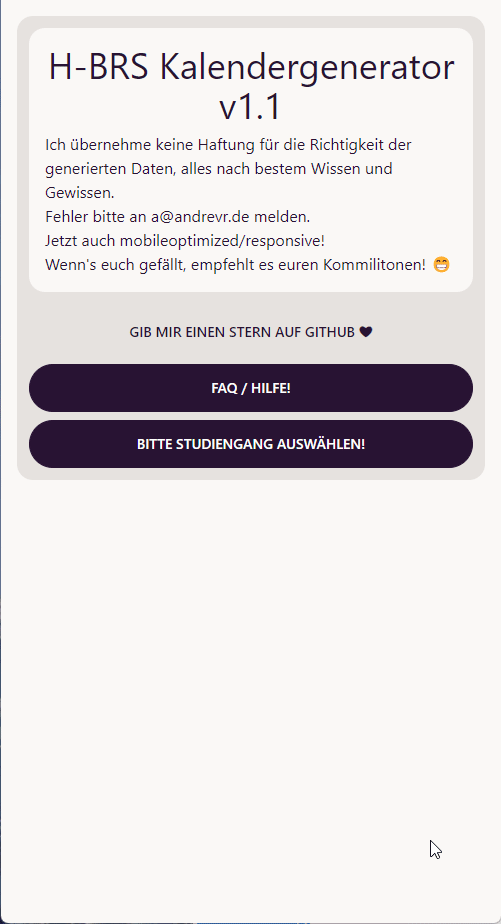 H-BRS Kalendergenerator
v1.1
Ich übernehme keine Haftung für die Richtigkeit der
generierten Daten, alles nach bestem Wissen und
Gewissen.
Fehler bitte an a@andrevr.de melden.
Jetzt auch mobileoptimized/responsive!
Wenn's euch gefällt, empfehlt es euren Kommilitonen! 😁
GIB MIR EINEN STERN AUF GITHUB 🖤
FAQ / HILFE!
BITTE STUDIENGANG AUSWÄHLEN!